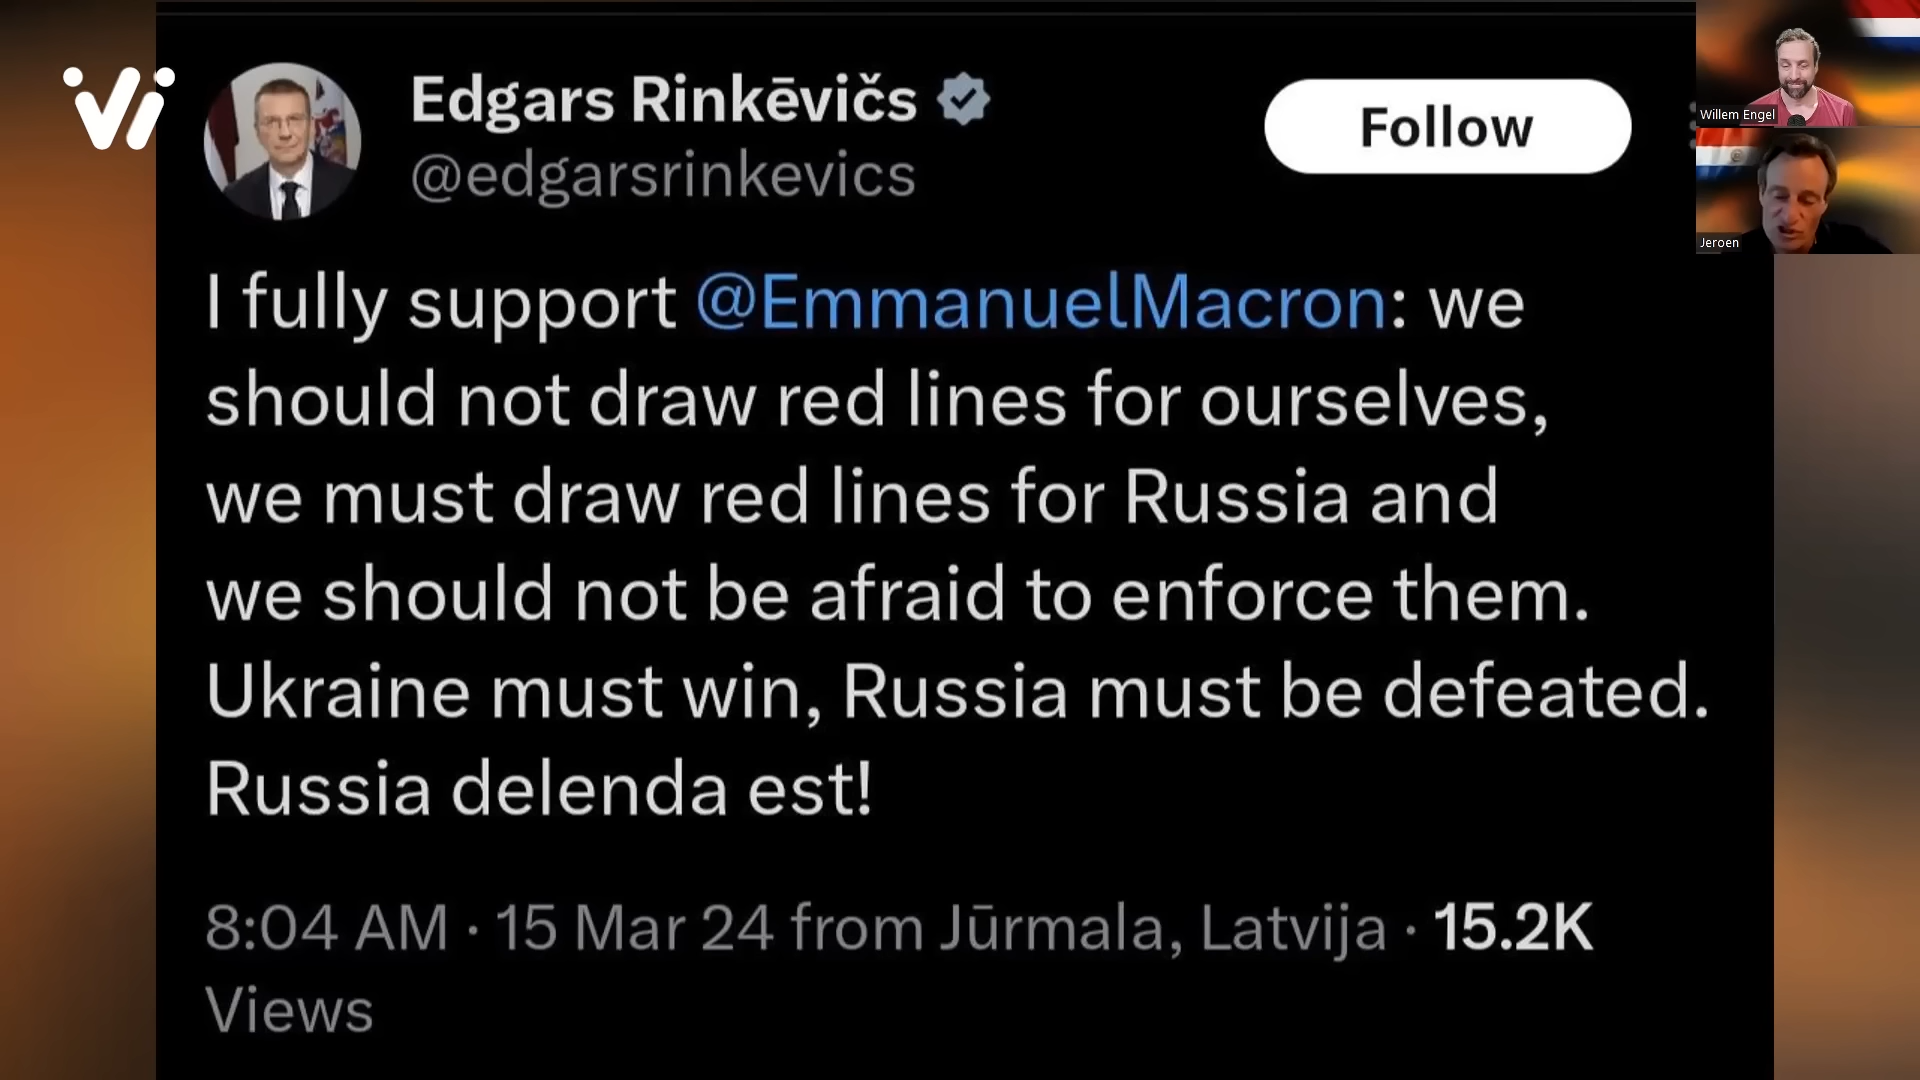 Edgars Rinkēvičs
@edgarsrinkevics
Follow
Willem Engel
Jeroen
I fully support @EmmanuelMacron: we
should not draw red lines for ourselves,
we must draw red lines for Russia and
we should not be afraid to enforce them.
Ukraine must win, Russia must be defeated.
Russia delenda est!
8:04 AM · 15 Mar 24 from Jūrmala, Latvija · 15.2K
Views